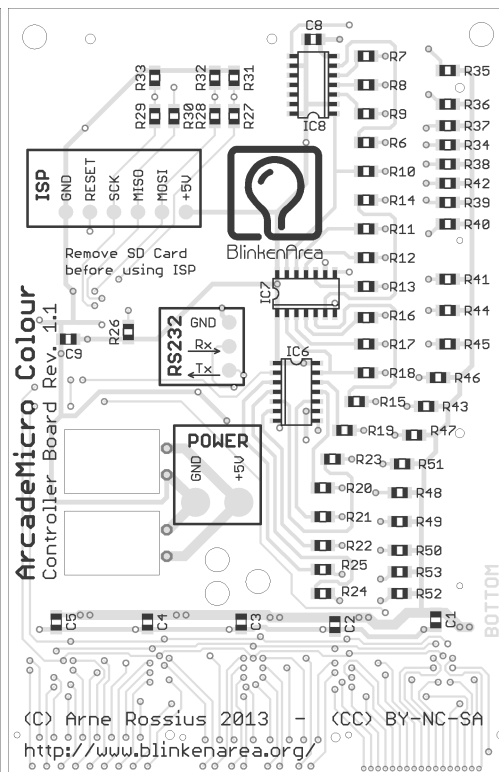 C8
R33
R32
R31
R7
R35
R8
R36
R29
R30
R28
R27
R9
IC8
R37
R6
R34
R38
R10
R42
R14
R39
R40
ISP
GND
RESET
SCK
MISO
MOSI
+5V
R11
BlinkenArea
Remove SD Card
before using ISP
R12
R13
R41
IC7
R16
R44
R26
C9
RS232
GND
Rx
Tx
R17
R45
IC6
R18
R46
R15
R43
R19
R47
POWER
GND
+5V
R23
R51
R20
R48
R21
R49
R22
R50
R25
R53
R24
R52
ArcadeMicro Colour
Controller Board Rev. 1.1
BOTTOM
C5
C4
C3
C2
C1
(C) Arne Rossius 2013 - (CC) BY-NC-SA
http://www.blinkenarea.org/